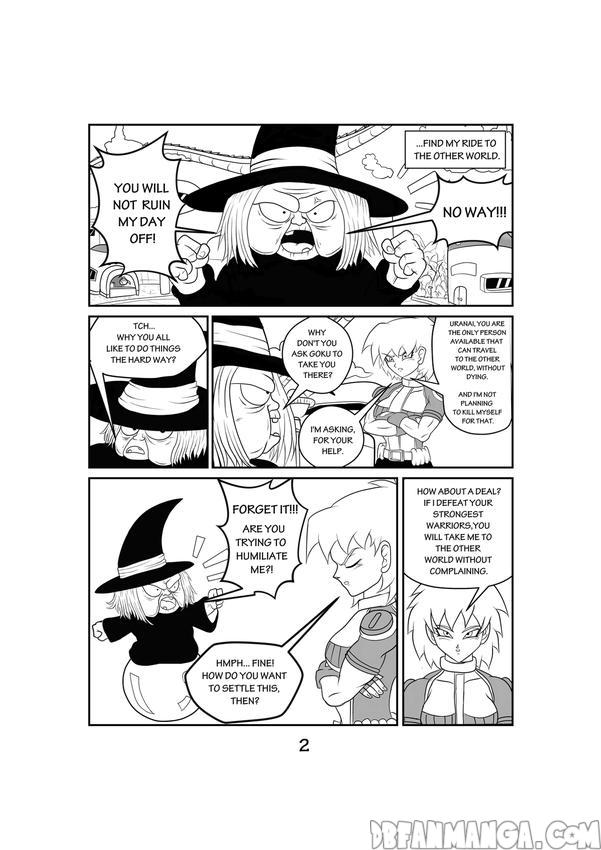 ...FIND MY RIDE TO
THE OTHER WORLD.
YOU WILL
NOT RUIN
MY DAY
OFF!
NO WAY!!!
TCH...
WHY YOU ALL
LIKE TO DO THINGS
THE HARD WAY?
WHY
DON'T YOU
ASK GOKU TO
TAKE YOU
THERE?
I'M ASKING,
FOR YOUR
HELP.
URANAI, YOU ARE
THE ONLY PERSON
AVAILABLE THAT
CAN TRAVEL
TO THE OTHER
WORLD, WITHOUT
DYING.
AND I'M NOT
PLANNING
TO KILL MYSELF
FOR THAT.
FORGET IT!!!
ARE YOU
TRYING TO
HUMILIATE
ME?!
HMPH... FINE!
HOW DO YOU WANT
TO SETTLE THIS,
THEN?
HOW ABOUT A DEAL?
IF I DEFEAT YOUR
STRONGEST
WARRIORS,YOU
WILL TAKE ME
TO THE OTHER
WORLD WITHOUT
COMPLAINING.
2
DBFANMANGA.COM